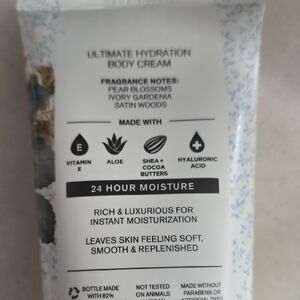 ULTIMATE HYDRATION
BODY CREAM
FRAGRANCE NOTES:
PEAR BLOSSOMS
IVORY GARDENIA
SATIN WOODS
MADE WITH
E
VITAMIN
E
ALOE
SHEA +
COCOA
BUTTERS
HYALURONIC
ACID
24 HOUR MOISTURE
RICH & LUXURIOUS FOR
INSTANT MOISTURIZATION
LEAVES SKIN FEELING SOFT,
SMOOTH & REPLENISHED
BOTTLE MADE
WITH 82%
NOT TESTED
ON ANIMALS
MADE WITHOUT
PARABENS OR